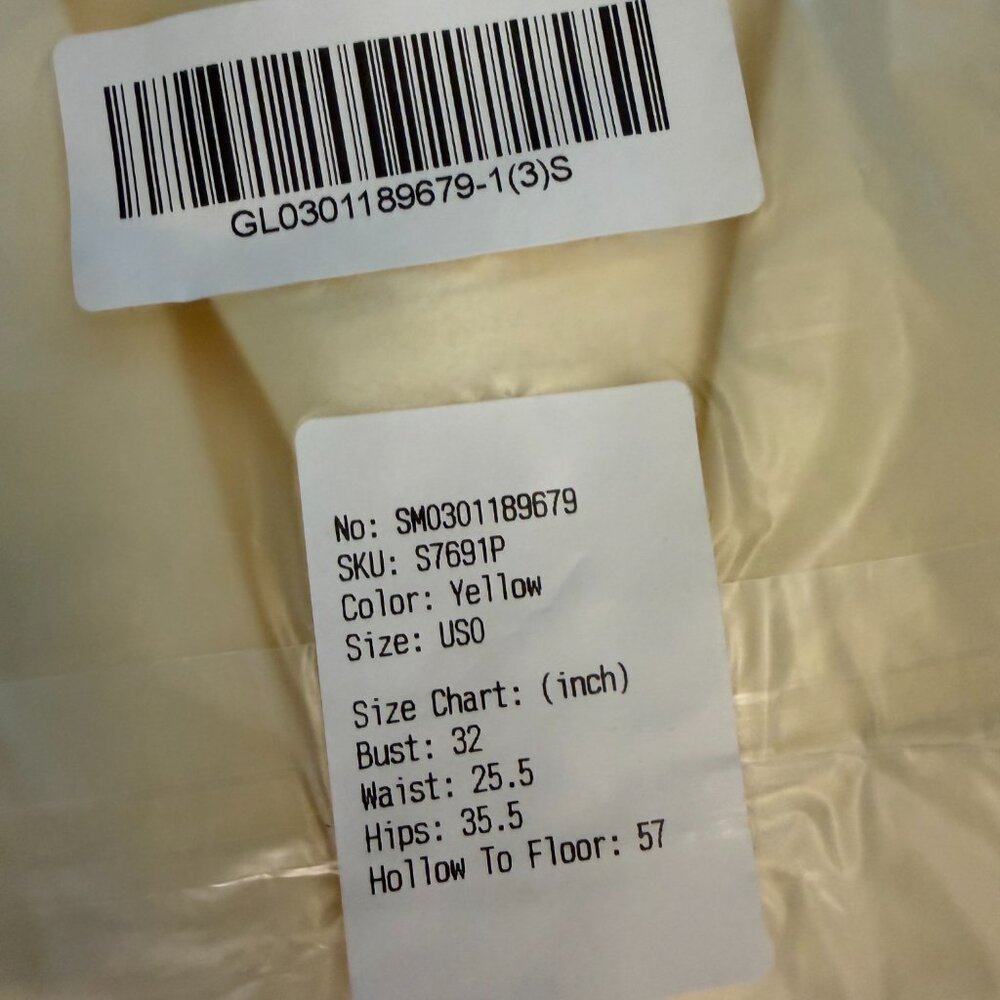 GL0301189679-1(3)S
No: SM0301189679
SKU: S7691P
Color: Yellow
Size: US0
Size Chart: (inch)
Bust: 32
Waist: 25.5
Hips: 35.5
Hollow To Floor: 57